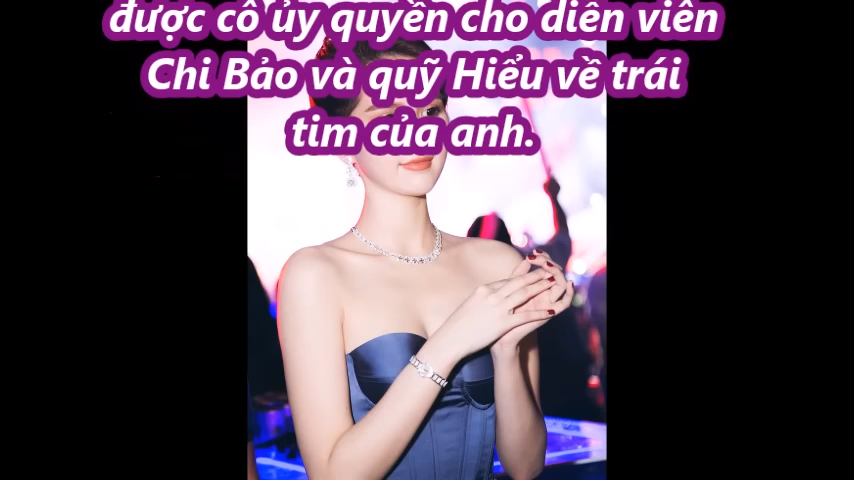 được cô ủy quyền cho diễn viên
Chi Bảo và quỹ Hiểu về trái
tim của anh.